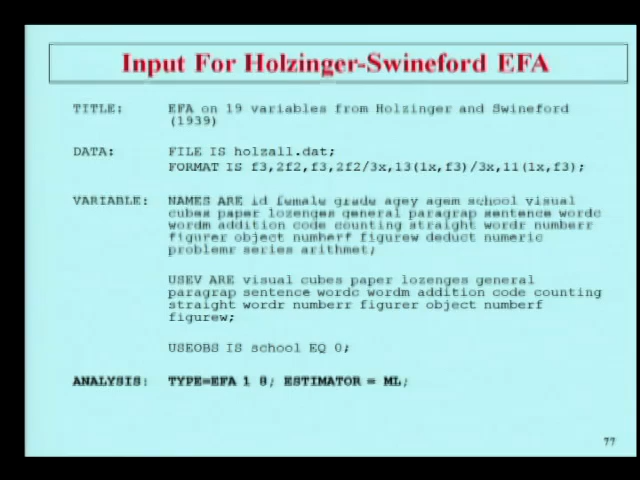 Input For Holzinger-Swineford EFA
TITLE: EFA on 19 variables from Holzinger and Swineford
(1939)
DATA: FILE IS holzall.dat;
FORMAT IS f3,2f2,f3,2f2/3x,13(1x,f3)/3x,11(1x,f3);
VARIABLE: NAMES ARE id female grade agey agem school visual
cubes paper lozenges general paragrap sentence wordc
wordm addition code counting straight wordr numberr
figurer object numberf figurew deduct numeric
problemr series arithmet;
USEV ARE visual cubes paper lozenges general
paragrap sentence wordc wordm addition code counting
straight wordr numberr figurer object numberf
figurew;
USEOBS IS school EQ 0;
ANALYSIS: TYPE=EFA 1 8; ESTIMATOR = ML;
77